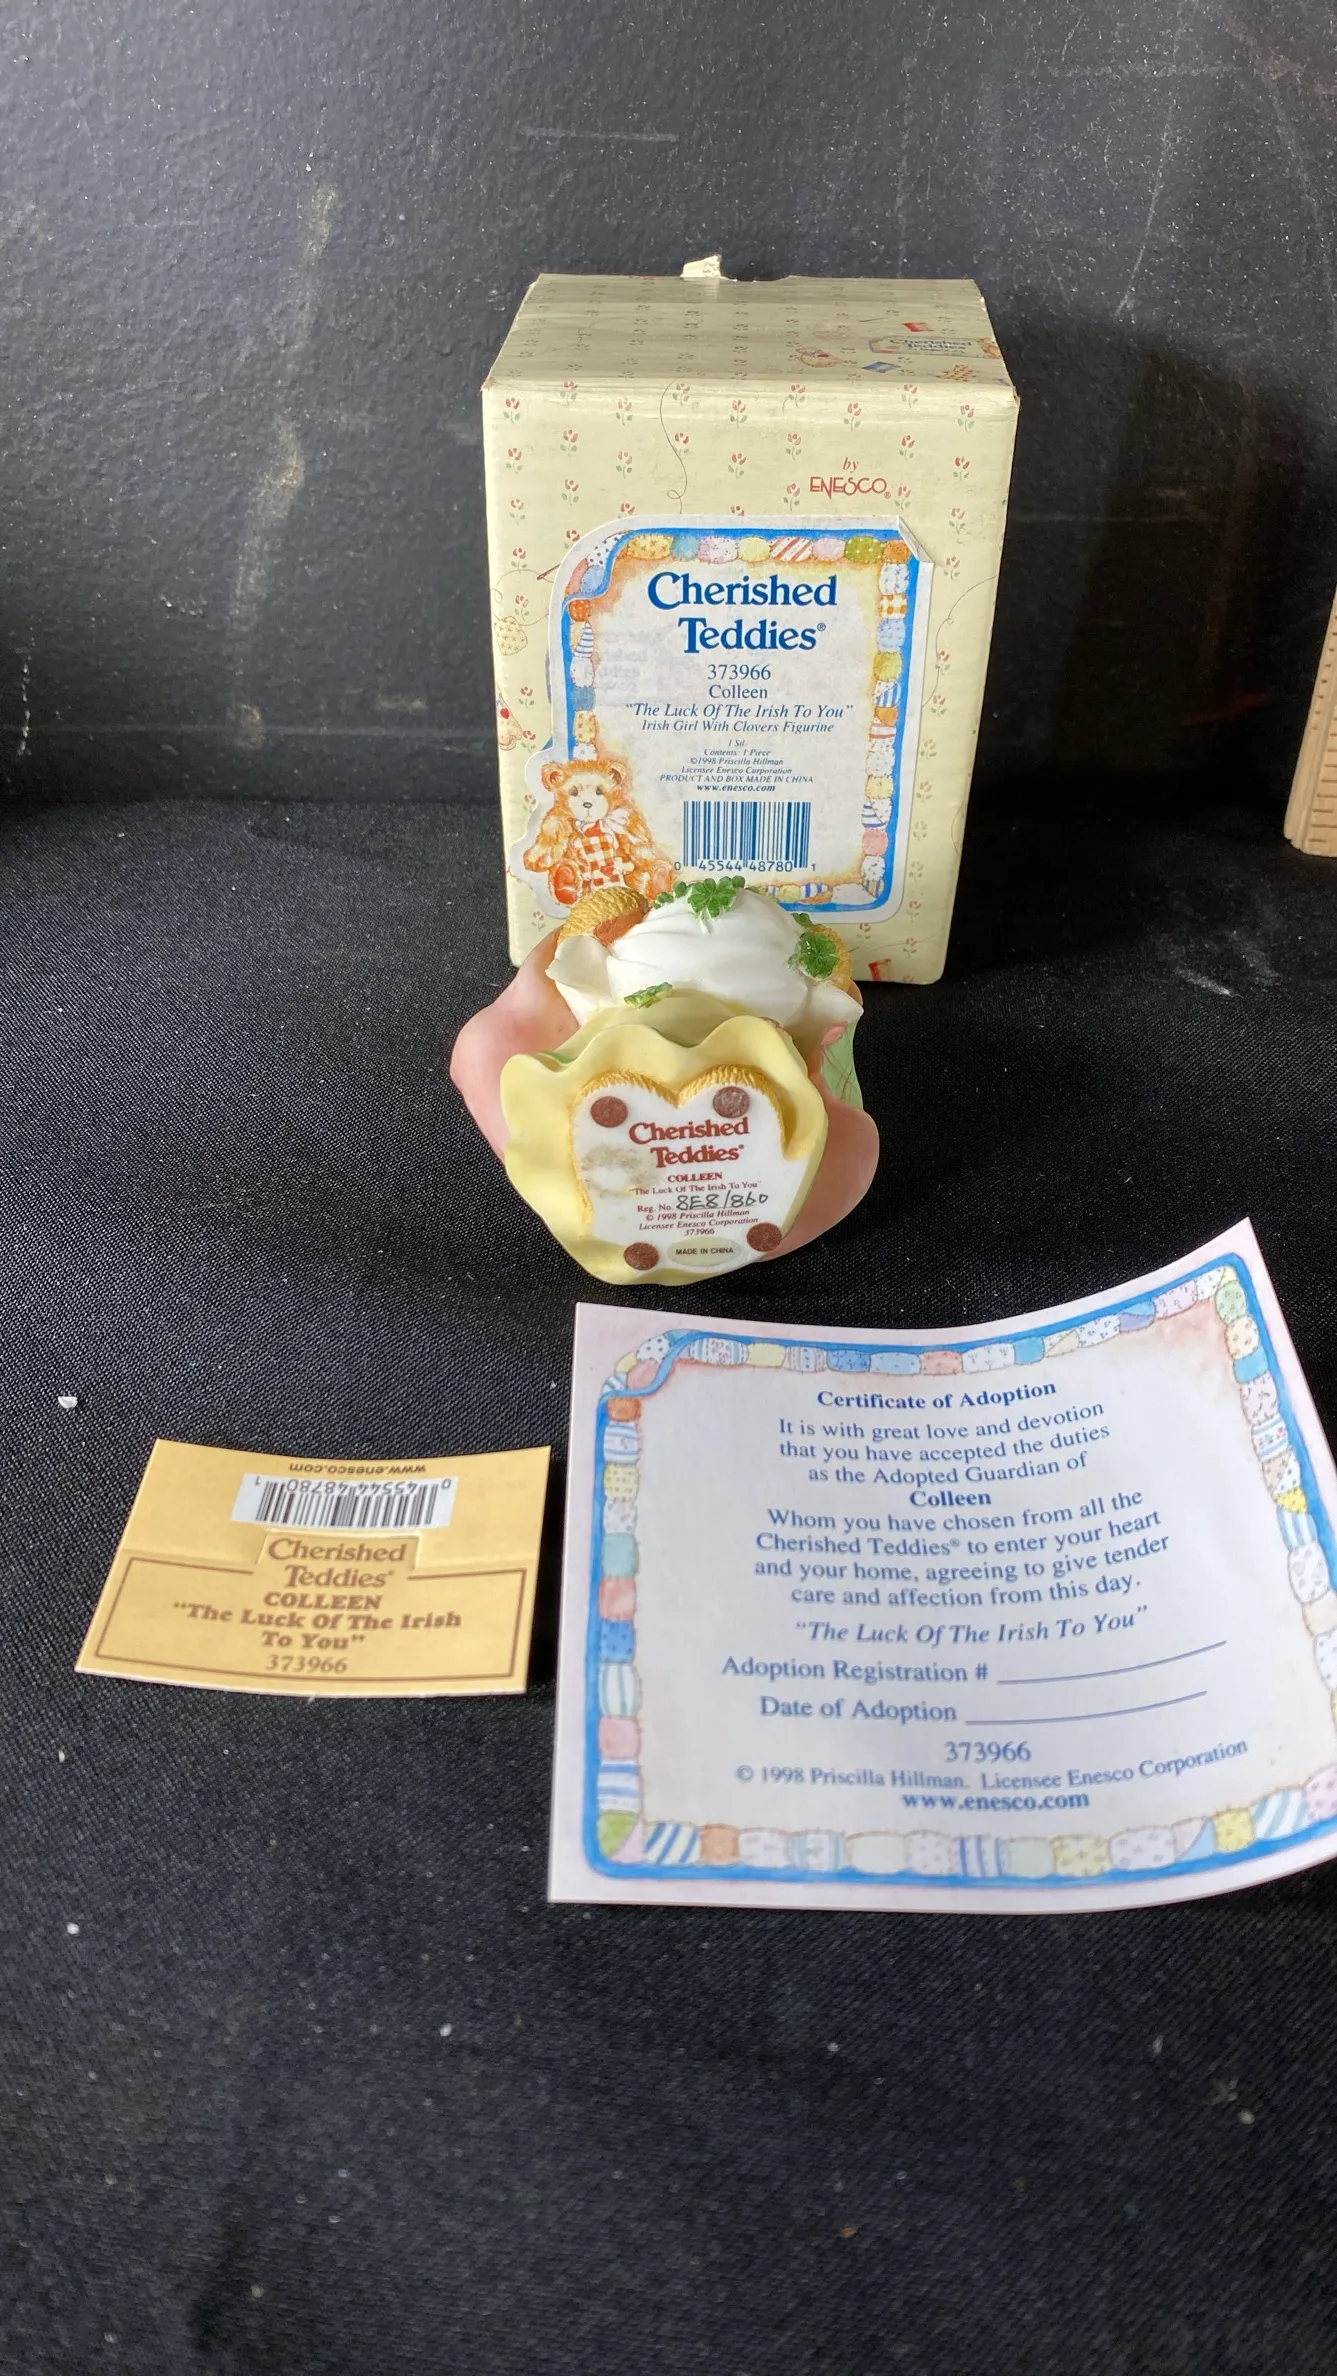 Cherished
Teddies
by
ENESCO®
Cherished
Teddies®
373966
Colleen
"The Luck Of The Irish To You"
Irish Girl With Clovers Figurine
1 Stl.
Contents: 1 Piece
©1998 Priscilla Hillman
Licensee Enesco Corporation
PRODUCT AND BOX MADE IN CHINA
www.enesco.com
0 45544 48780 1
Cherished
Teddies®
COLLEEN
"The Luck Of The Irish To You"
Reg. No. 8E8/860
© 1998 Priscilla Hillman
Licensee Enesco Corporation
373966
MADE IN CHINA
www.enesco.com
0 45544 48780 1
Cherished
Teddies®
COLLEEN
"The Luck Of The Irish
To You"
373966
Certificate of Adoption
It is with great love and devotion
that you have accepted the duties
as the Adopted Guardian of
Colleen
Whom you have chosen from all the
Cherished Teddies® to enter your heart
and your home, agreeing to give tender
care and affection from this day.
"The Luck Of The Irish To You"
Adoption Registration #
Date of Adoption
373966
© 1998 Priscilla Hillman. Licensee Enesco Corporation
www.enesco.com